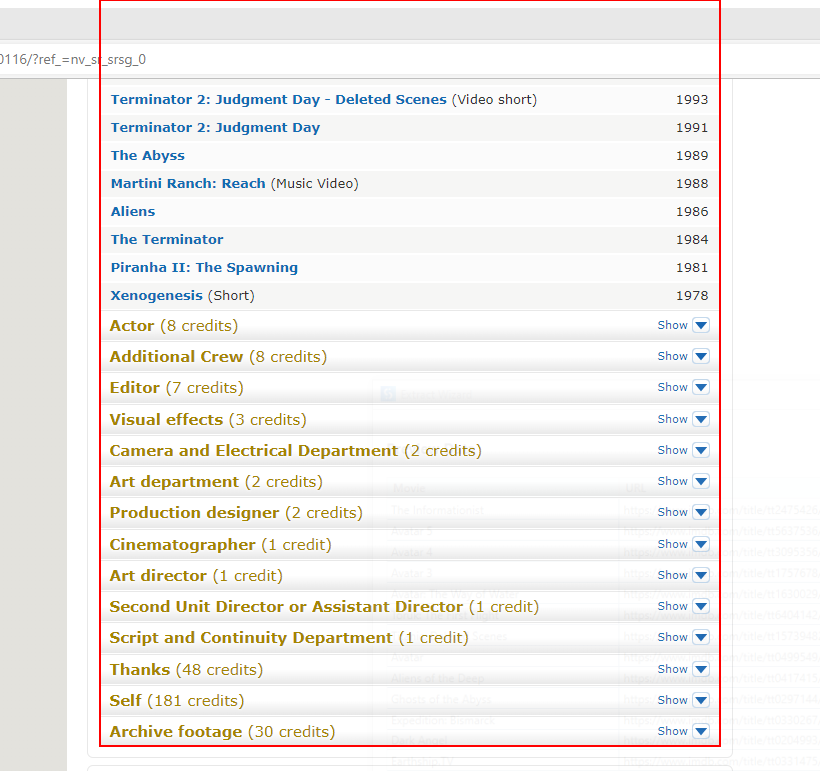 0116/?ref_=nv_sr_srsg_0
Terminator 2: Judgment Day - Deleted Scenes (Video short) 1993
Terminator 2: Judgment Day 1991
The Abyss 1989
Martini Ranch: Reach (Music Video) 1988
Aliens 1986
The Terminator 1984
Piranha II: The Spawning 1981
Xenogenesis (Short) 1978
Actor (8 credits) Show
Additional Crew (8 credits) Show
Editor (7 credits) Show
Visual effects (3 credits) Show
Camera and Electrical Department (2 credits) Show
Art department (2 credits) Show
Production designer (2 credits) Show
Cinematographer (1 credit) Show
Art director (1 credit) Show
Second Unit Director or Assistant Director (1 credit) Show
Script and Continuity Department (1 credit) Show
Thanks (48 credits) Show
Self (181 credits) Show
Archive footage (30 credits) Show